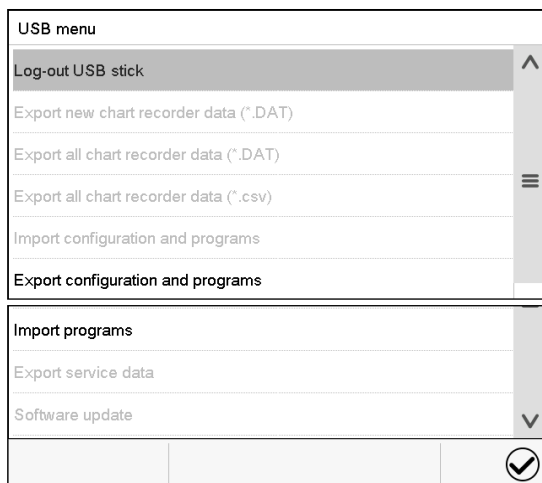 USB menu
Log-out USB stick
Export new chart recorder data (*.DAT)
Export all chart recorder data (*.DAT)
Export all chart recorder data (*.csv)
Import configuration and programs
Export configuration and programs
Import programs
Export service data
Software update